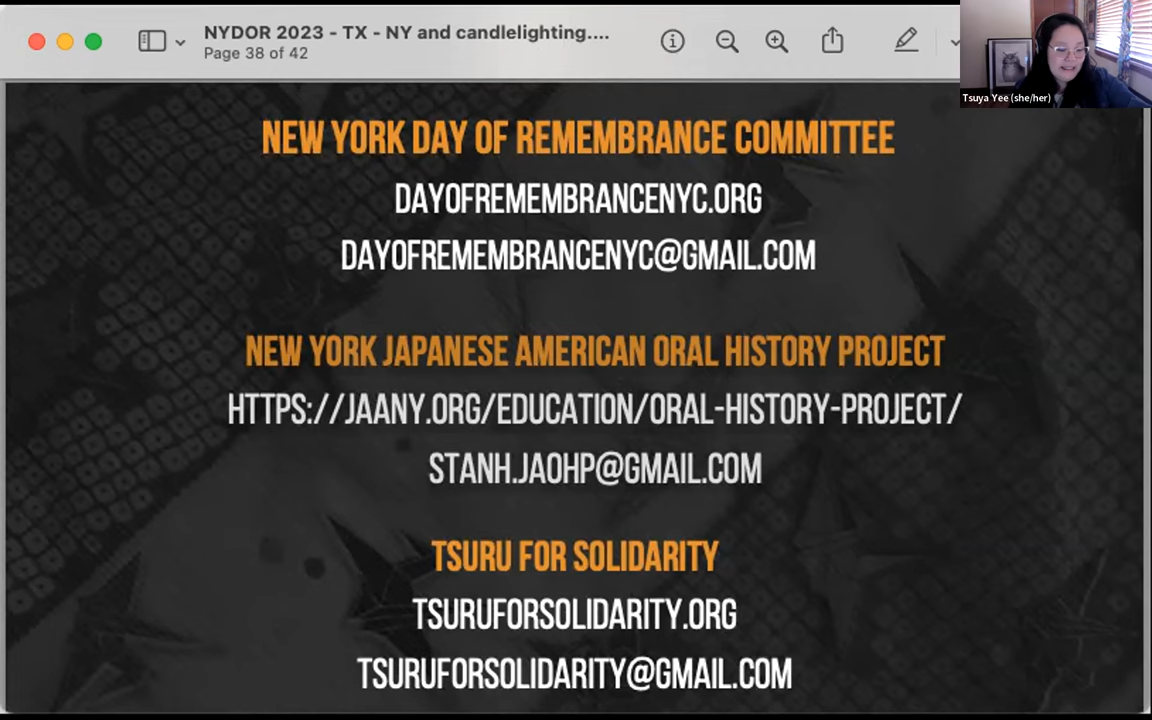 NYDOR 2023 - TX - NY and candlelighting....
Page 38 of 42
Tsuya Yee (she/her)
NEW YORK DAY OF REMEMBRANCE COMMITTEE
DAYOFREMEMBRANCENYC.ORG
DAYOFREMEMBRANCENYC@GMAIL.COM
NEW YORK JAPANESE AMERICAN ORAL HISTORY PROJECT
HTTPS://JAANY.ORG/EDUCATION/ORAL-HISTORY-PROJECT/
STANH.JAOHP@GMAIL.COM
TSURU FOR SOLIDARITY
TSURUFORSOLIDARITY.ORG
TSURUFORSOLIDARITY@GMAIL.COM